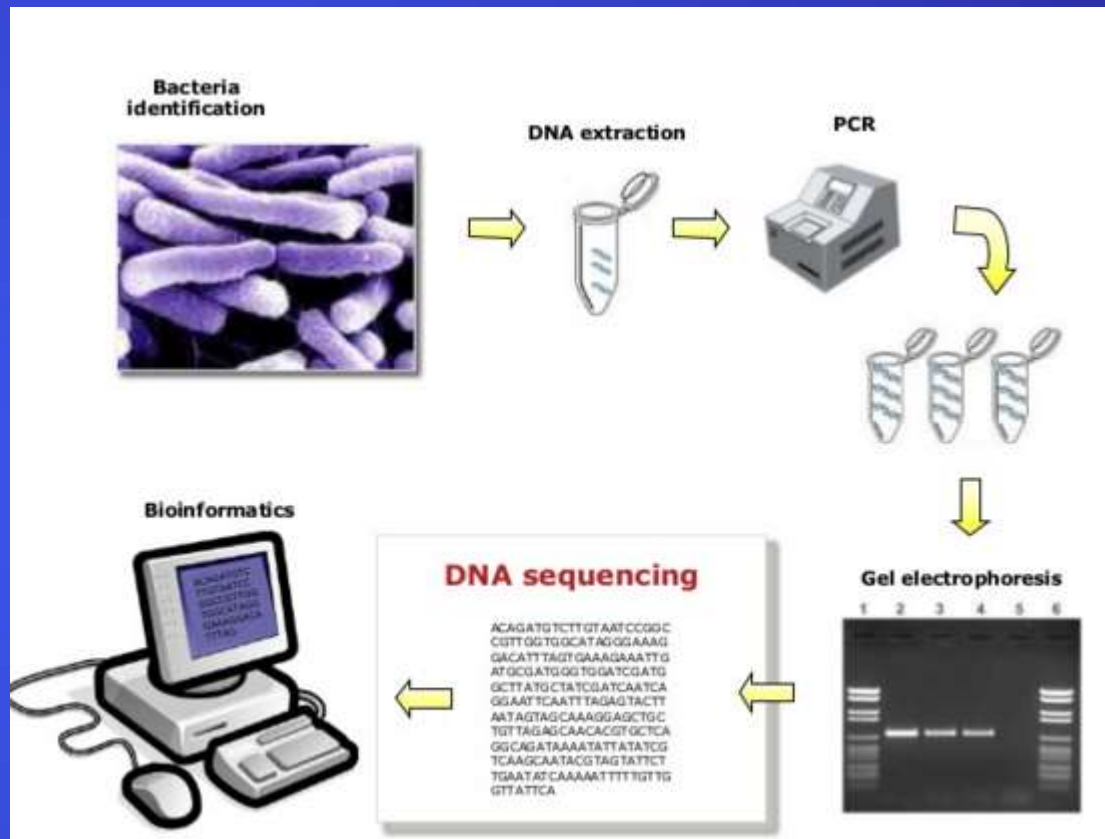 Bacteria
identification
DNA extraction
PCR
Gel electrophoresis
1 2 3 4 5 6
DNA sequencing
ACAGATGTCTTGTAATCCGGC
CGTTGGTGGCATAGGGAAAG
GACATTTAGTGAAAGAAATTG
ATGCGATGGGTGGATCGATG
GCTTATGCTATCGATCAATCA
GGAATTCAATTTAGAGTACTT
AATAGTAGCAAAGGAGCTGC
TGTTAGAGCAACACGTGCTCA
GGCAGATAAAATATTATATCG
TCAAGCAATACGTAGTATTCT
TGAATATCAAAAATTTTTGTTG
GTTATTCA
Bioinformatics